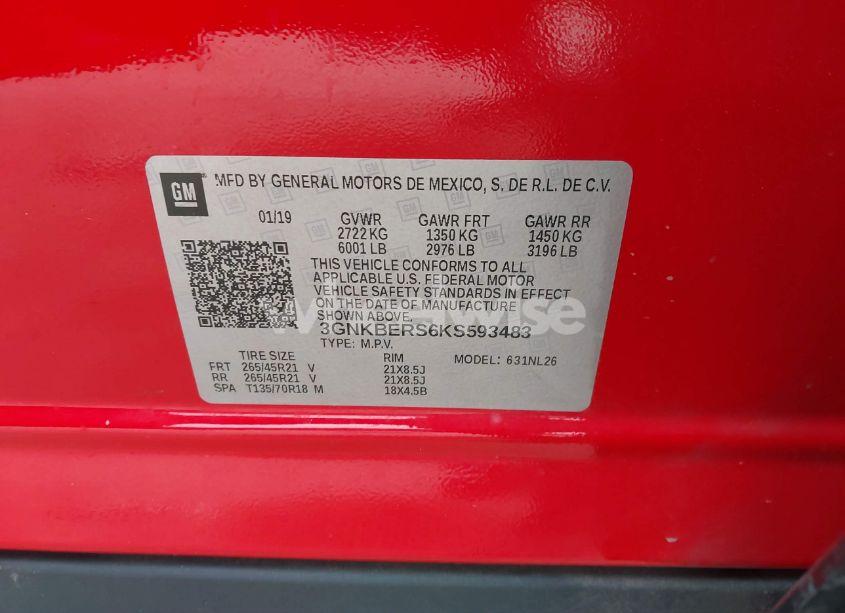 GM
MFD BY GENERAL MOTORS DE MEXICO, S. DE R.L. DE C.V.
01/19 GVWR GAWR FRT GAWR RR
2722 KG 1350 KG 1450 KG
6001 LB 2976 LB 3196 LB
THIS VEHICLE CONFORMS TO ALL
APPLICABLE U.S. FEDERAL MOTOR
VEHICLE SAFETY STANDARDS IN EFFECT
ON THE DATE OF MANUFACTURE
SHOWN ABOVE.
3GNKBERS6KS593483
TYPE: M.P.V.
TIRE SIZE RIM MODEL: 631NL26
FRT 265/45R21 V 21X8.5J
RR 265/45R21 V 21X8.5J
SPA T135/70R18 M 18X4.5B